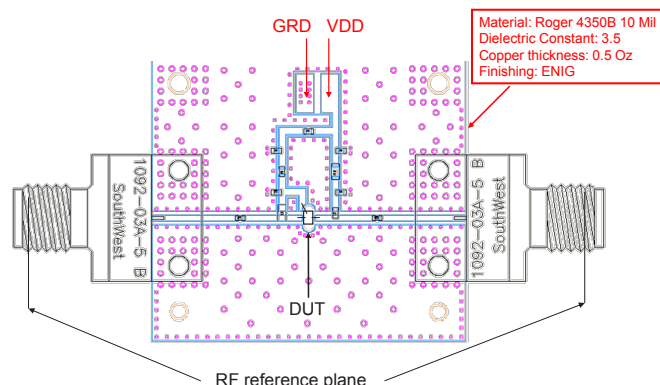 GRD VDD
Material: Roger 4350B 10 Mil
Dielectric Constant: 3.5
Copper thickness: 0.5 Oz
Finishing: ENIG
1092-03A-5 B
SouthWest
1092-03A-5 B
SouthWest
DUT
RF reference plane